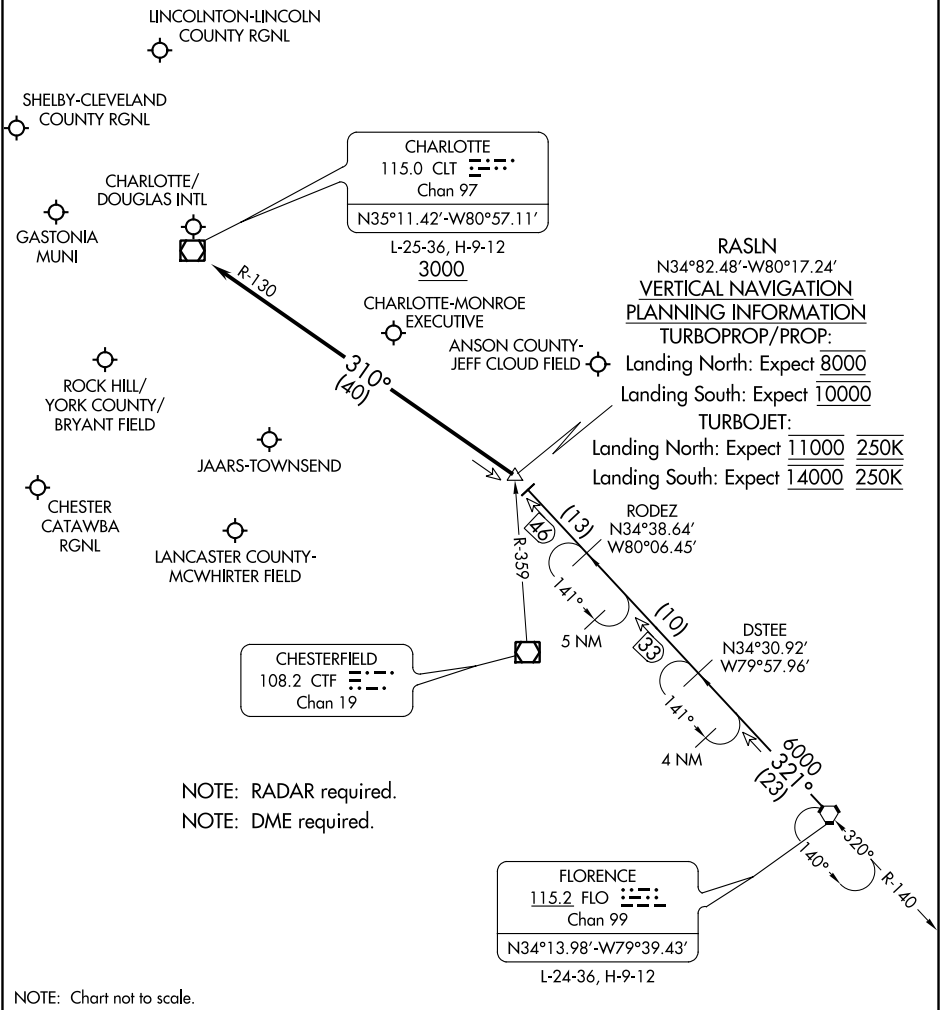 LINCOLNTON-LINCOLN
COUNTY RGNL
SHELBY-CLEVELAND
COUNTY RGNL
CHARLOTTE/
DOUGLAS INTL
GASTONIA
MUNI
CHARLOTTE
115.0 CLT
Chan 97
N35°11.42'-W80°57.11'
L-25-36, H-9-12
3000
R-130
CHARLOTTE-MONROE
EXECUTIVE
ANSON COUNTY-
JEFF CLOUD FIELD
RASLN
N34°82.48'-W80°17.24'
VERTICAL NAVIGATION
PLANNING INFORMATION
TURBOPROP/PROP:
Landing North: Expect 8000
Landing South: Expect 10000
TURBOJET:
Landing North: Expect 11000 250K
Landing South: Expect 14000 250K
310°
(40)
ROCK HILL/
YORK COUNTY/
BRYANT FIELD
JAARS-TOWNSEND
CHESTER
CATAWBA
RGNL
LANCASTER COUNTY-
MCWHIRTER FIELD
R-359
46
(13)
RODEZ
N34°38.64'
W80°06.45'
141°
5 NM
(10)
33
DSTEE
N34°30.92'
W79°57.96'
141°
4 NM
CHESTERFIELD
108.2 CTF
Chan 19
6000
321°
(23)
NOTE: RADAR required.
NOTE: DME required.
140°
320°
R-140
FLORENCE
115.2 FLO
Chan 99
N34°13.98'-W79°39.43'
L-24-36, H-9-12
NOTE: Chart not to scale.